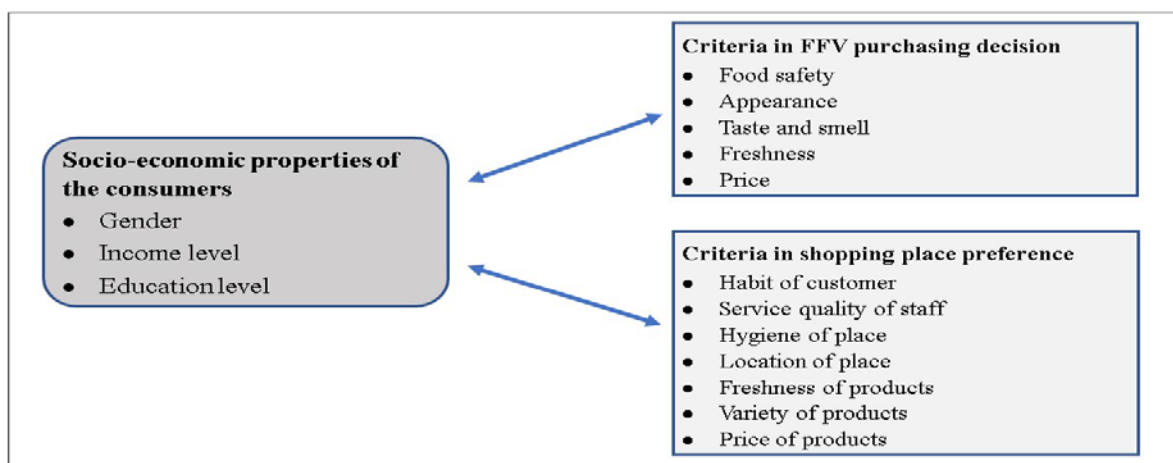 Socio-economic properties of
the consumers
● Gender
● Income level
● Education level
Criteria in FFV purchasing decision
● Food safety
● Appearance
● Taste and smell
● Freshness
● Price
Criteria in shopping place preference
● Habit of customer
● Service quality of staff
● Hygiene of place
● Location of place
● Freshness of products
● Variety of products
● Price of products